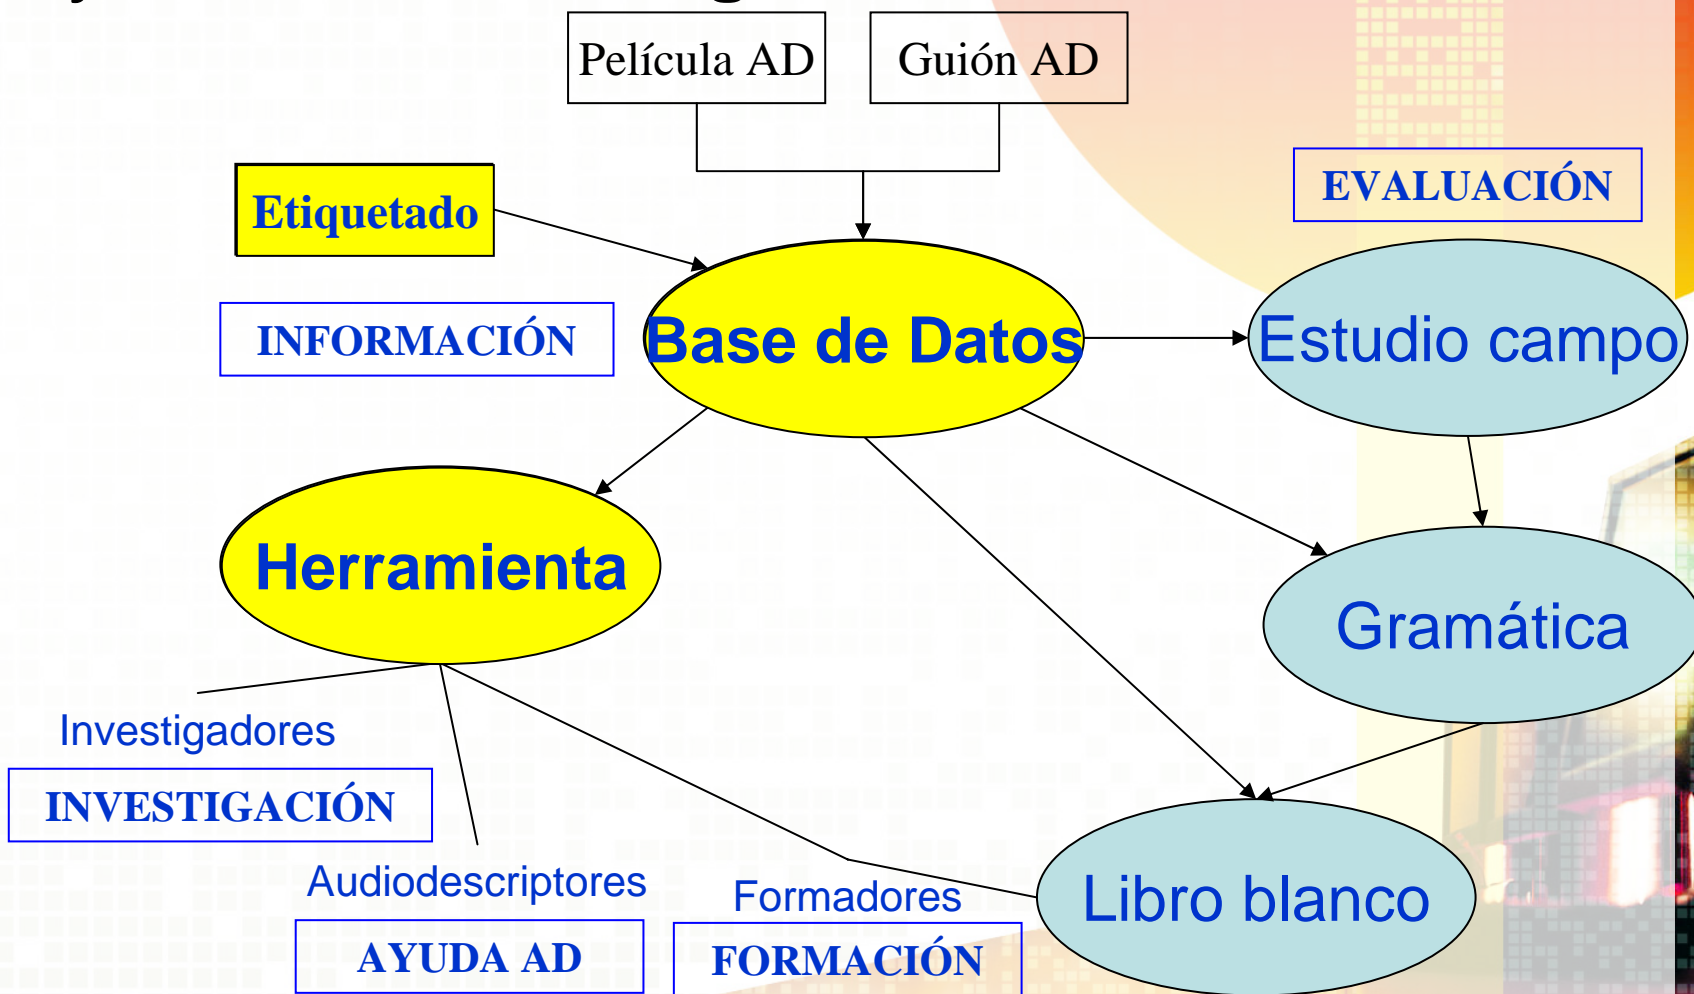 Película AD
Guión AD
Etiquetado
EVALUACIÓN
INFORMACIÓN
Base de Datos
Estudio campo
Herramienta
Gramática
Investigadores
INVESTIGACIÓN
Audiodescriptores
AYUDA AD
Formadores
FORMACIÓN
Libro blanco